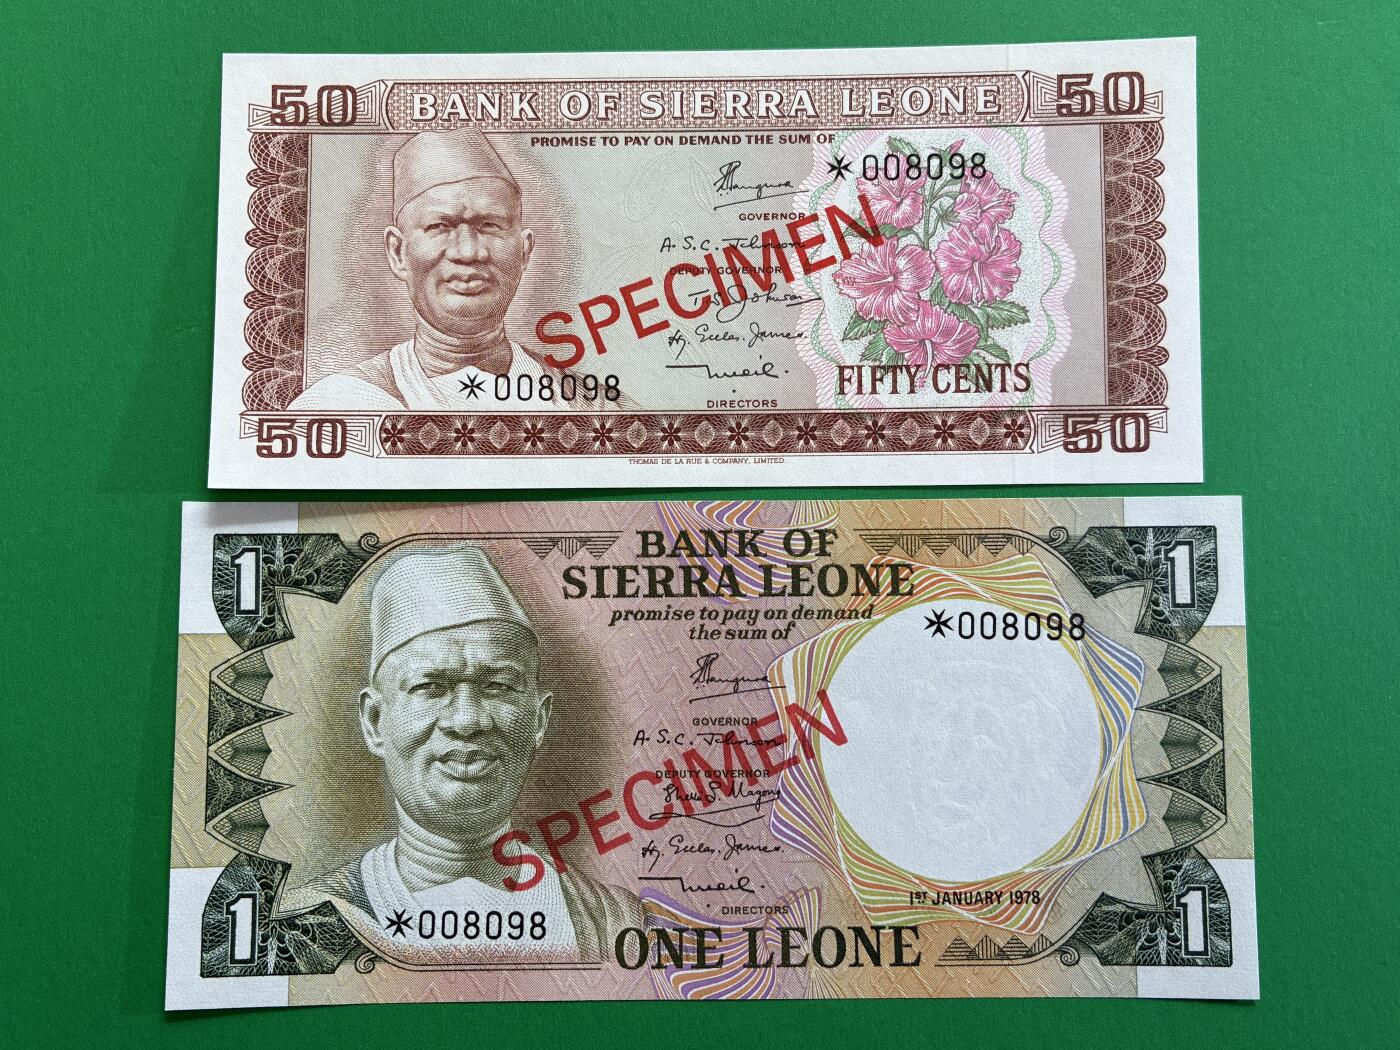 50 BANK OF SIERRA LEONE 50
PROMISE TO PAY ON DEMAND THE SUM OF
*008098
GOVERNOR
A. S. C. Johnson
DEPUTY GOVERNOR
SPECIMEN
*008098
FIFTY CENTS
DIRECTORS
50 50
THOMAS DE LA RUE & COMPANY, LIMITED.
1 BANK OF 1
SIERRA LEONE
promise to pay on demand
the sum of
*008098
GOVERNOR
A. S. C. Johnson
DEPUTY GOVERNOR
SPECIMEN
1ST JANUARY 1978
DIRECTORS
*008098
1 ONE LEONE 1